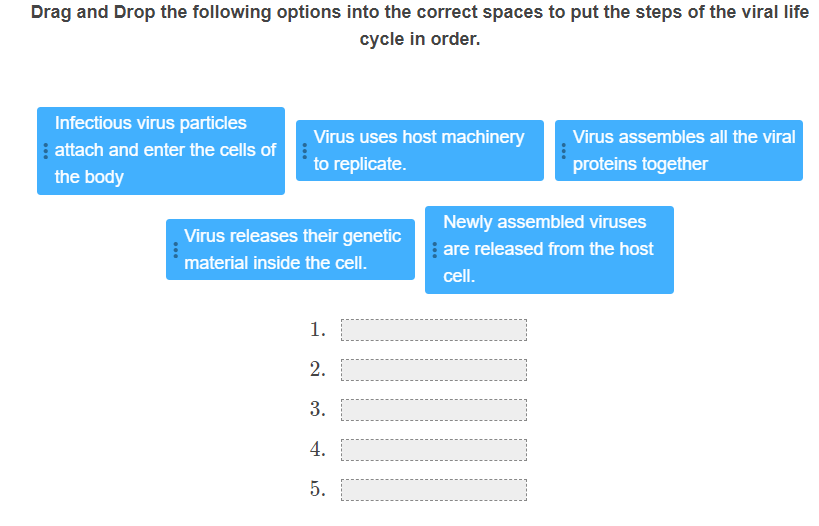 Drag and Drop the following options into the correct spaces to put the steps of the viral life
cycle in order.
Infectious virus particles
attach and enter the cells of
the body
Virus uses host machinery
to replicate.
Virus assembles all the viral
proteins together
Virus releases their genetic
material inside the cell.
Newly assembled viruses
are released from the host
cell.
1.
2.
3.
4.
5.